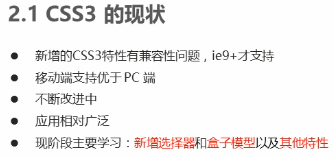 2.1 CSS3 的现状
● 新增的CSS3特性有兼容性问题，ie9+才支持
● 移动端支持优于 PC 端
● 不断改进中
● 应用相对广泛
● 现阶段主要学习：新增选择器和盒子模型以及其他特性